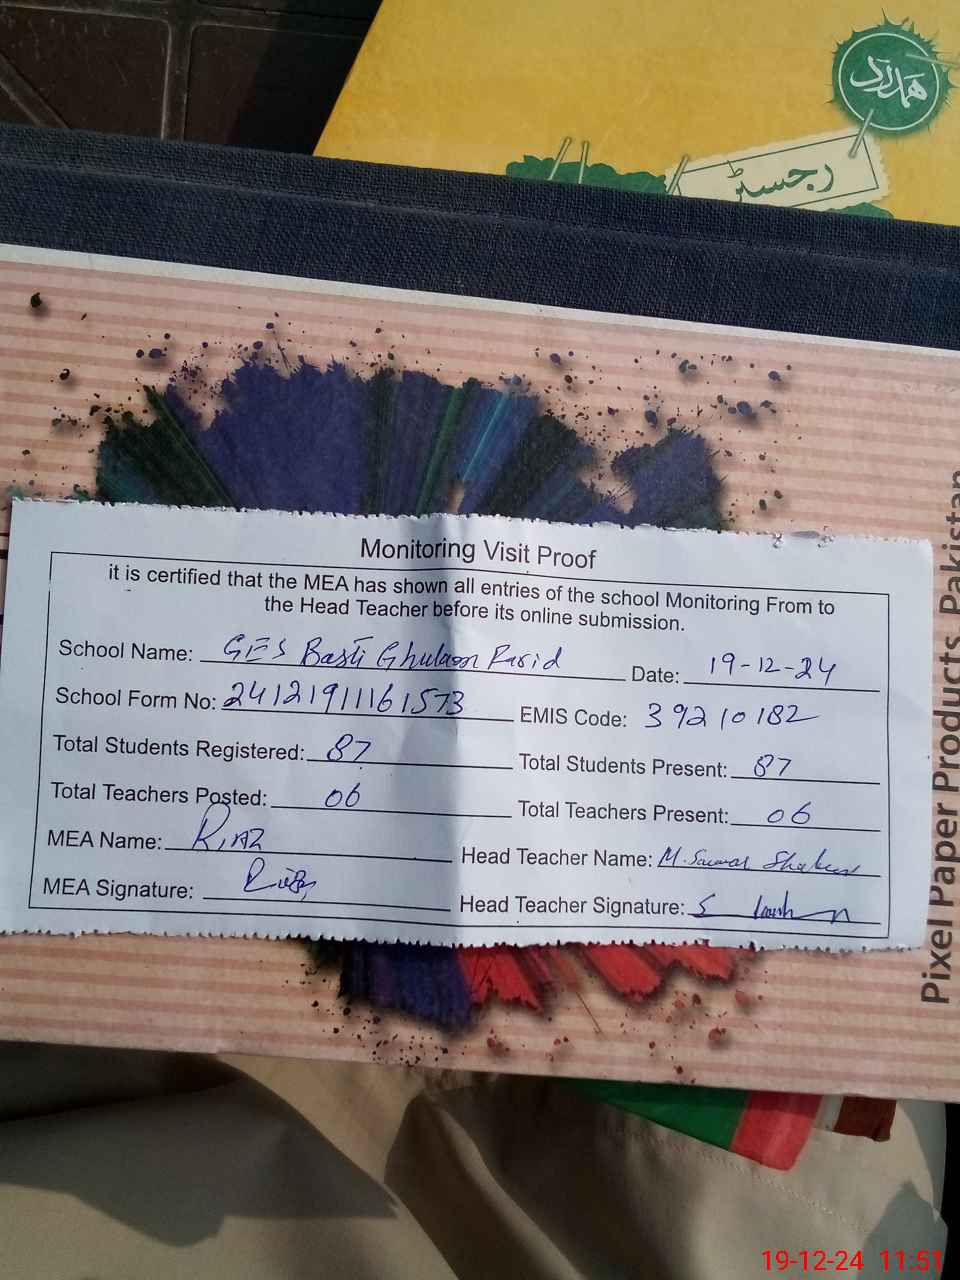 ہمدرد
رجسٹر
Monitoring Visit Proof
it is certified that the MEA has shown all entries of the school Monitoring From to
the Head Teacher before its online submission.
School Name: GES Basti Ghulam Farid Date: 19-12-24
School Form No: 24121911161573 EMIS Code: 39210182
Total Students Registered: 87 Total Students Present: 87
Total Teachers Posted: 06 Total Teachers Present: 06
MEA Name: Riaz Head Teacher Name: M. Sarwar
MEA Signature: Head Teacher Signature:
Pixel Paper Products, Pakistan
19-12-24 11:51